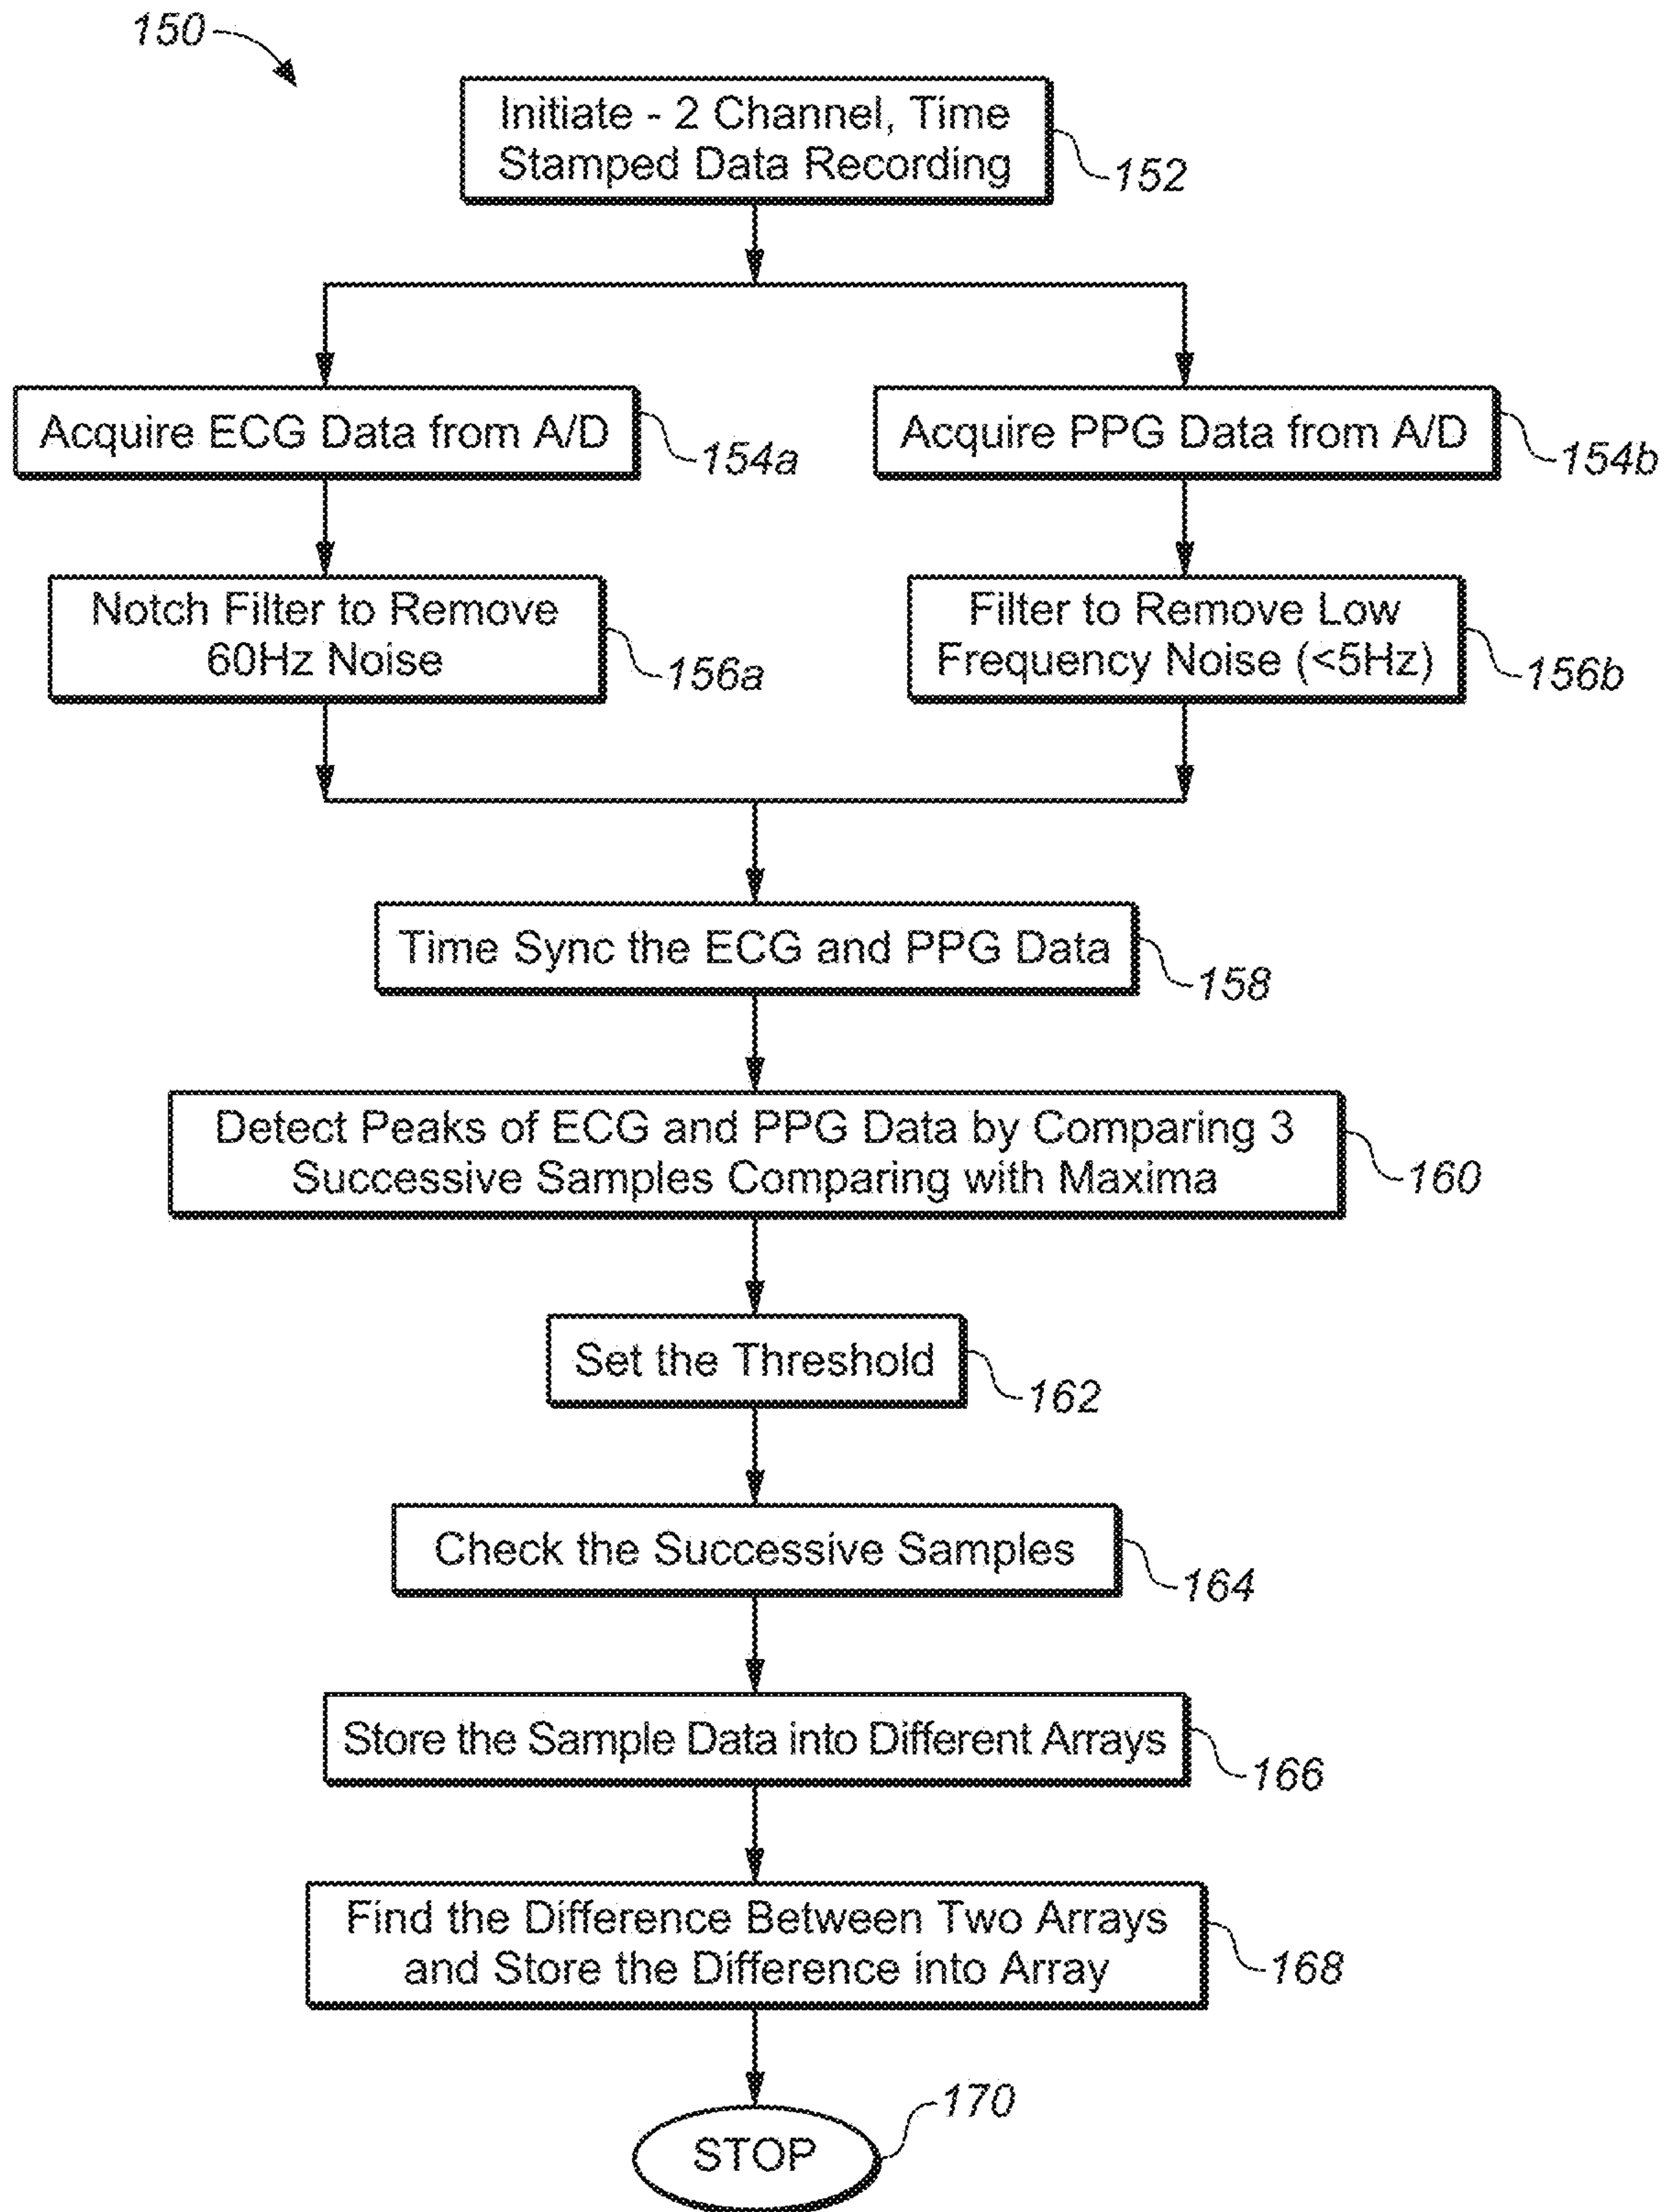 150
Initiate - 2 Channel, Time
Stamped Data Recording
152
Acquire ECG Data from A/D
154a
Acquire PPG Data from A/D
154b
Notch Filter to Remove
60Hz Noise
156a
Filter to Remove Low
Frequency Noise (<5Hz)
156b
Time Sync the ECG and PPG Data
158
Detect Peaks of ECG and PPG Data by Comparing 3
Successive Samples Comparing with Maxima
160
Set the Threshold
162
Check the Successive Samples
164
Store the Sample Data into Different Arrays
166
Find the Difference Between Two Arrays
and Store the Difference into Array
168
STOP
170